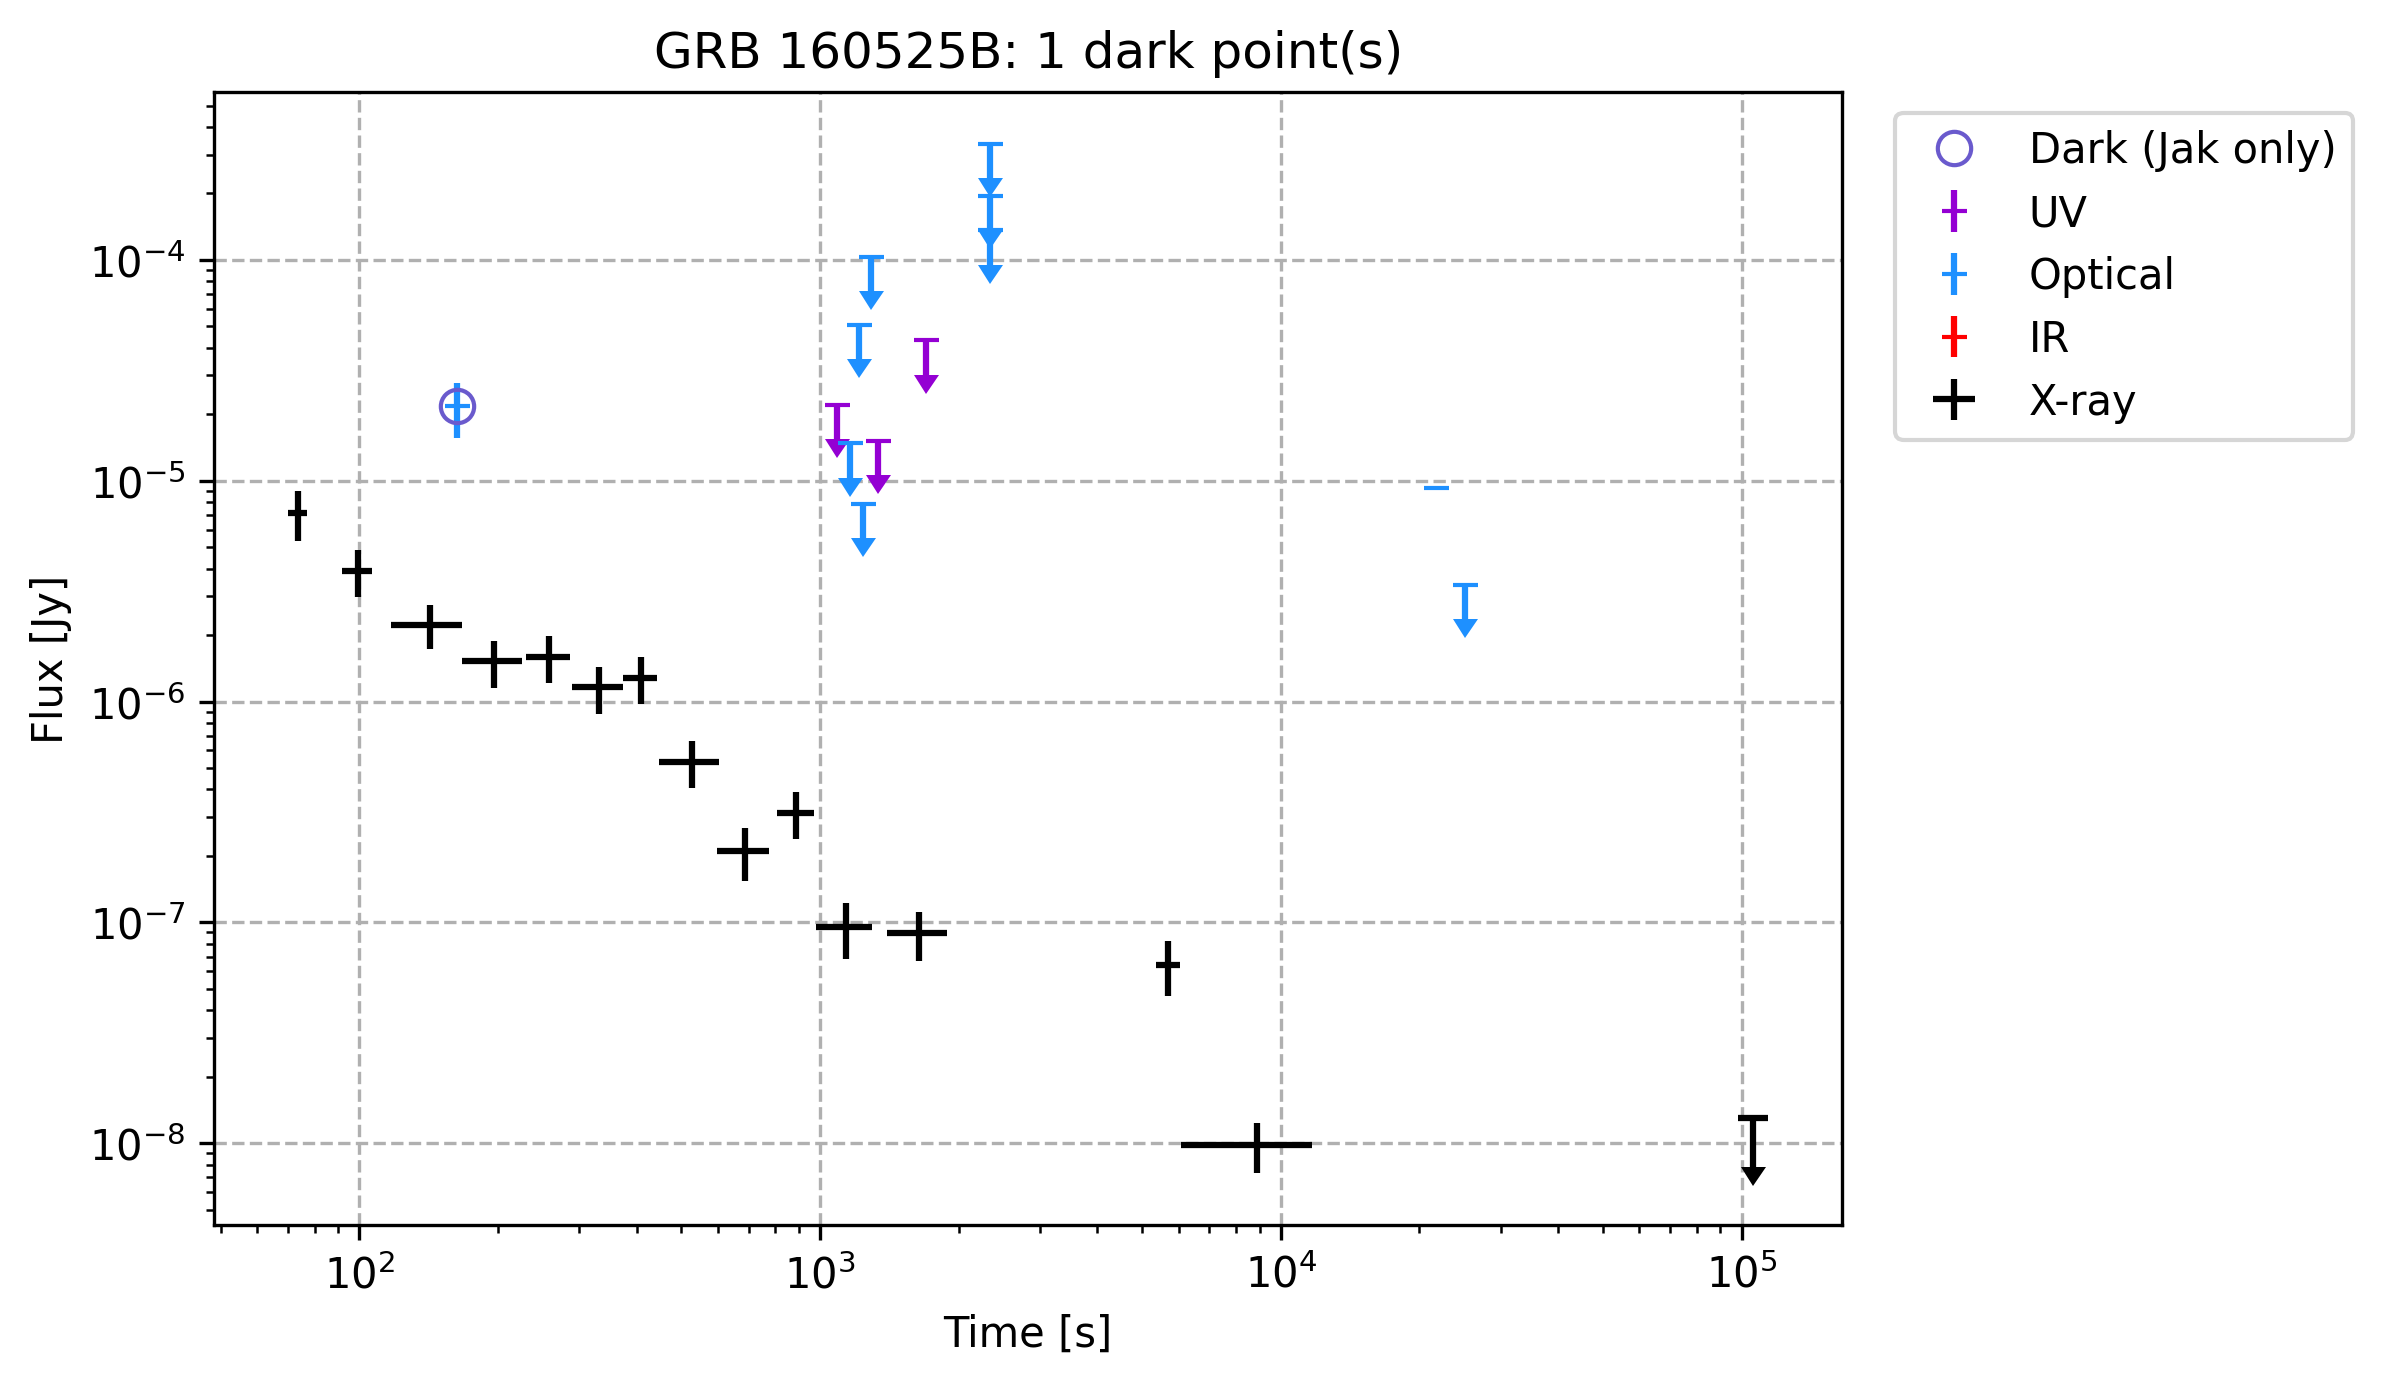 GRB 160525B: 1 dark point(s)
Dark (Jak only)
UV
Optical
IR
X-ray
Flux [Jy]
10⁻⁴
10⁻⁵
10⁻⁶
10⁻⁷
10⁻⁸
10² 10³ 10⁴ 10⁵
Time [s]